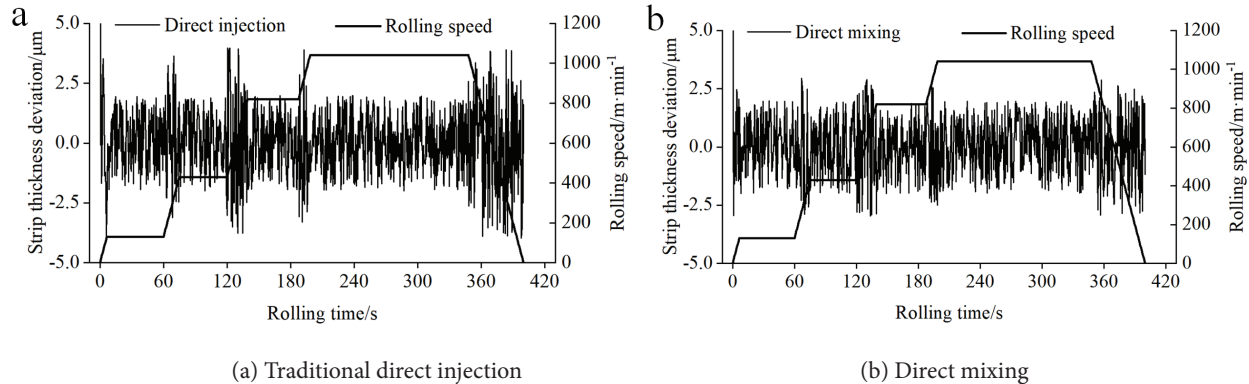 a
Direct injection
Rolling speed
5.0
2.5
0.0
-2.5
-5.0
Strip thickness deviation/μm
1200
1000
800
600
400
200
0
Rolling speed/m·min⁻¹
0
60
120
180
240
300
360
420
Rolling time/s
(a) Traditional direct injection
b
Direct mixing
Rolling speed
5.0
2.5
0.0
-2.5
-5.0
Strip thickness deviation/μm
1200
1000
800
600
400
200
0
Rolling speed/m·min⁻¹
0
60
120
180
240
300
360
420
Rolling time/s
(b) Direct mixing